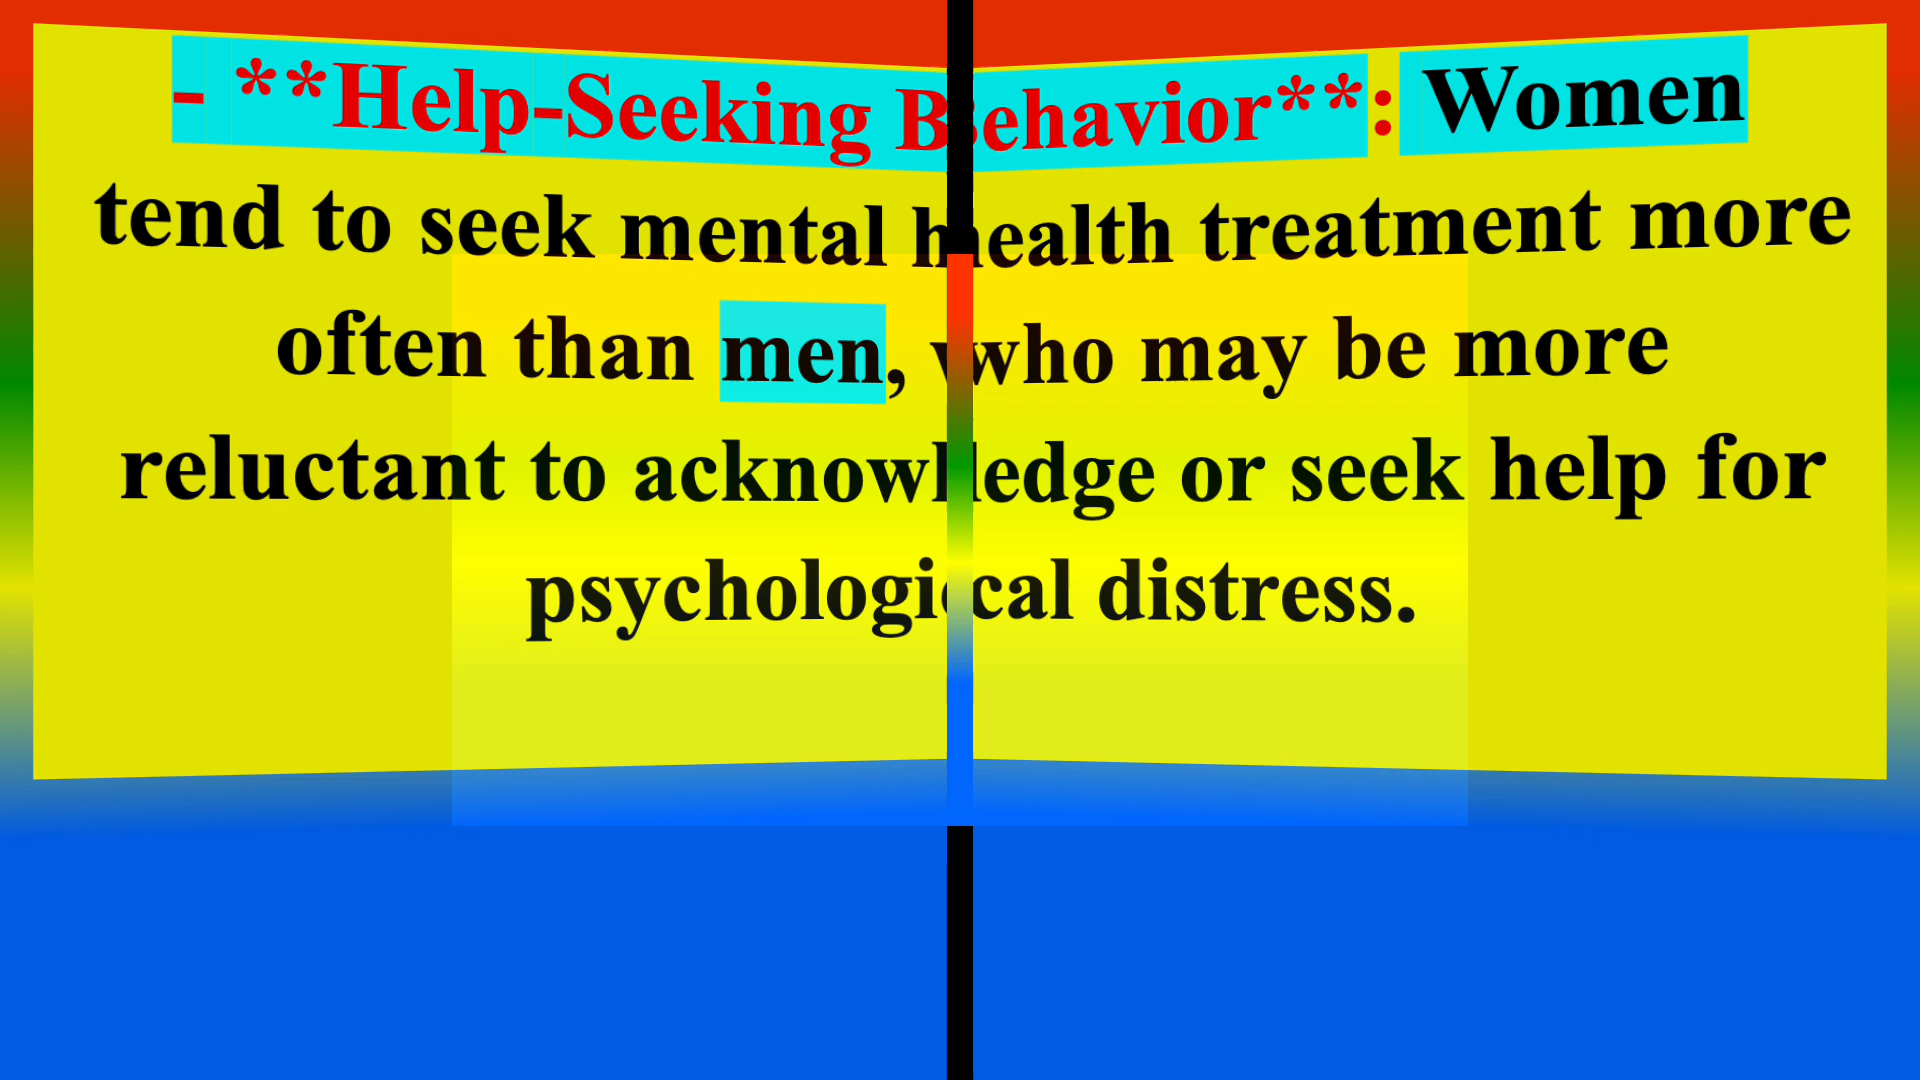 - **Help-Seeking Behavior**: Women
tend to seek mental health treatment more
often than men, who may be more
reluctant to acknowledge or seek help for
psychological distress.